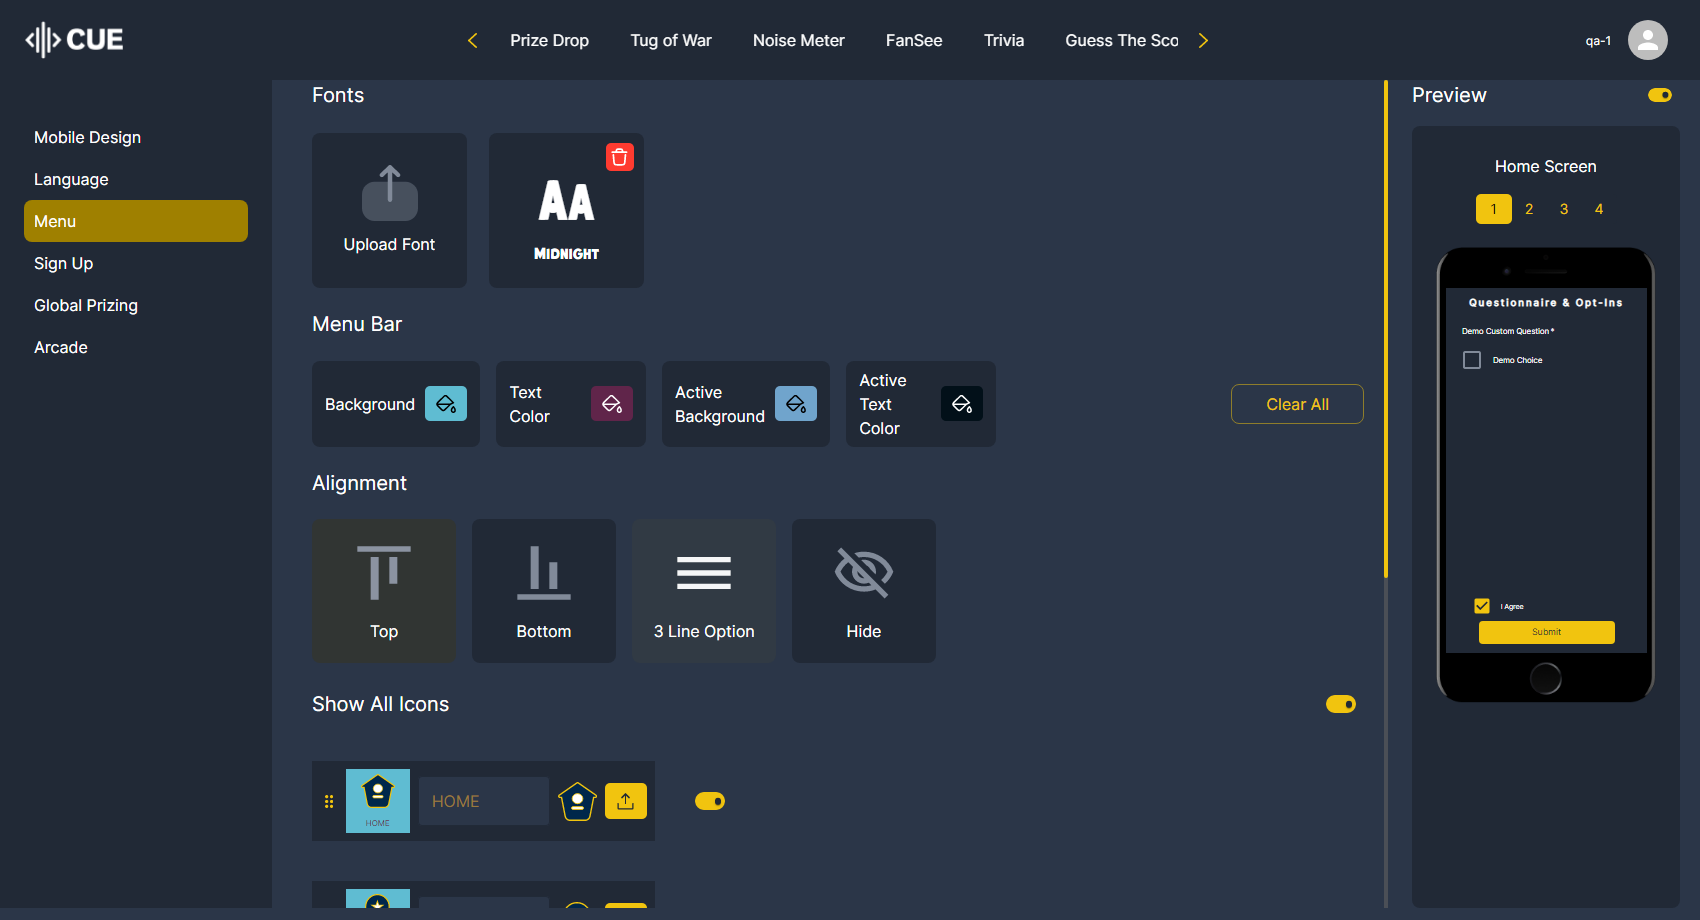 CUE
Prize Drop
Tug of War
Noise Meter
FanSee
Trivia
Guess The Sco
qa-1
Mobile Design
Language
Menu
Sign Up
Global Prizing
Arcade
Fonts
Upload Font
AA
MIDNIGHT
Menu Bar
Background
Text
Color
Active
Background
Active
Text
Color
Clear All
Alignment
Top
Bottom
3 Line Option
Hide
Show All Icons
HOME
HOME
Preview
Home Screen
1 2 3 4
Questionnaire & Opt-Ins
Demo Custom Question*
Demo Choice
I Agree
Submit